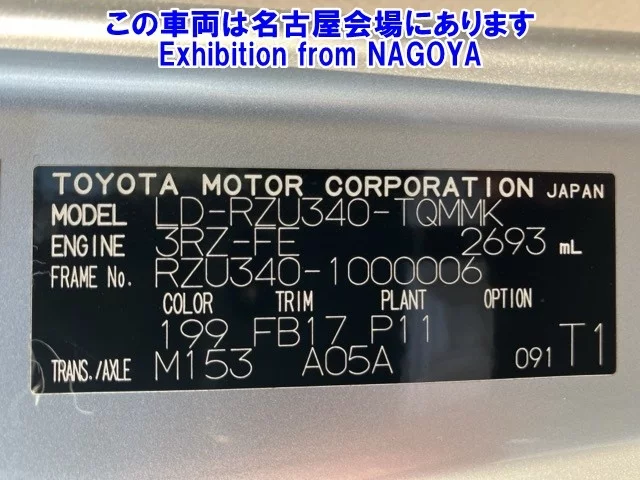 この車両は名古屋会場にあります
Exhibition from NAGOYA
TOYOTA MOTOR CORPORATION JAPAN
MODEL LD-RZU340-TQMMK
ENGINE 3RZ-FE 2693 mL
FRAME No. RZU340-1000006
COLOR TRIM PLANT OPTION
199 FB17 P11
TRANS./AXLE M153 A05A 091 T1